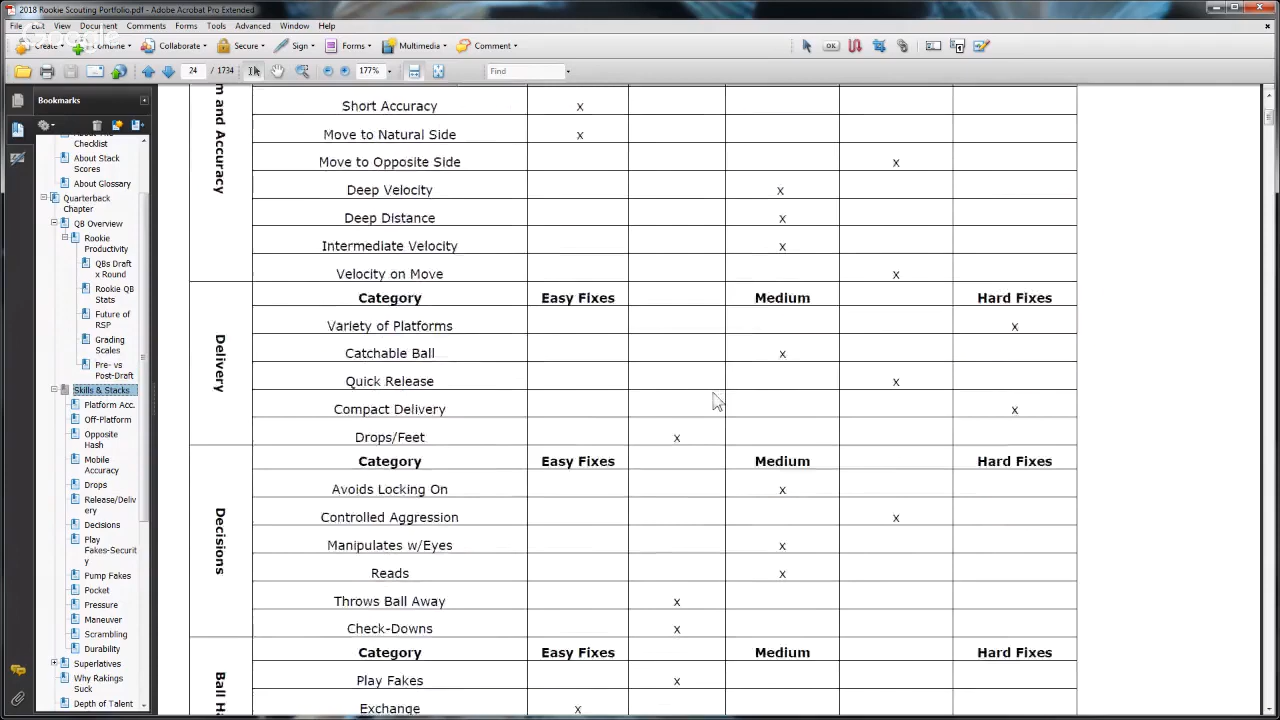 2018 Rookie Scouting Portfolio.pdf - Adobe Acrobat Pro Extended
File Edit View Document Comments Forms Tools Advanced Window Help
Create Combine Collaborate Secure Sign Forms Multimedia Comment
Google
OK
24 / 1734 177% Find
Bookmarks
About The
Checklist
About Stack
Scores
About Glossary
Quarterback
Chapter
QB Overview
Rookie
Productivity
QBs Draft
x Round
Rookie QB
Stats
Future of
RSP
Grading
Scales
Pre- vs
Post-Draft
Skills & Stacks
Platform Acc.
Off-Platform
Opposite
Hash
Mobile
Accuracy
Drops
Release/Deliv
ery
Decisions
Play
Fakes-Securit
y
Pump Fakes
Pocket
Pressure
Maneuver
Scrambling
Durability
Superlatives
Why Rakings
Suck
Depth of Talent
m and Accuracy
Short Accuracy x
Move to Natural Side x
Move to Opposite Side x
Deep Velocity x
Deep Distance x
Intermediate Velocity x
Velocity on Move x
Delivery
Category Easy Fixes Medium Hard Fixes
Variety of Platforms x
Catchable Ball x
Quick Release x
Compact Delivery x
Drops/Feet x
Decisions
Category Easy Fixes Medium Hard Fixes
Avoids Locking On x
Controlled Aggression x
Manipulates w/Eyes x
Reads x
Throws Ball Away x
Check-Downs x
Ball H
Category Easy Fixes Medium Hard Fixes
Play Fakes x
Exchange x